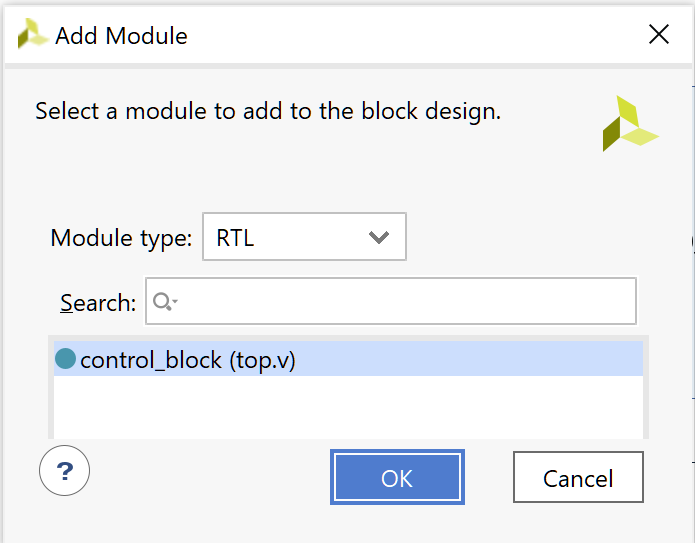 Add Module
Select a module to add to the block design.
Module type: RTL
Search:
control_block (top.v)
? OK Cancel